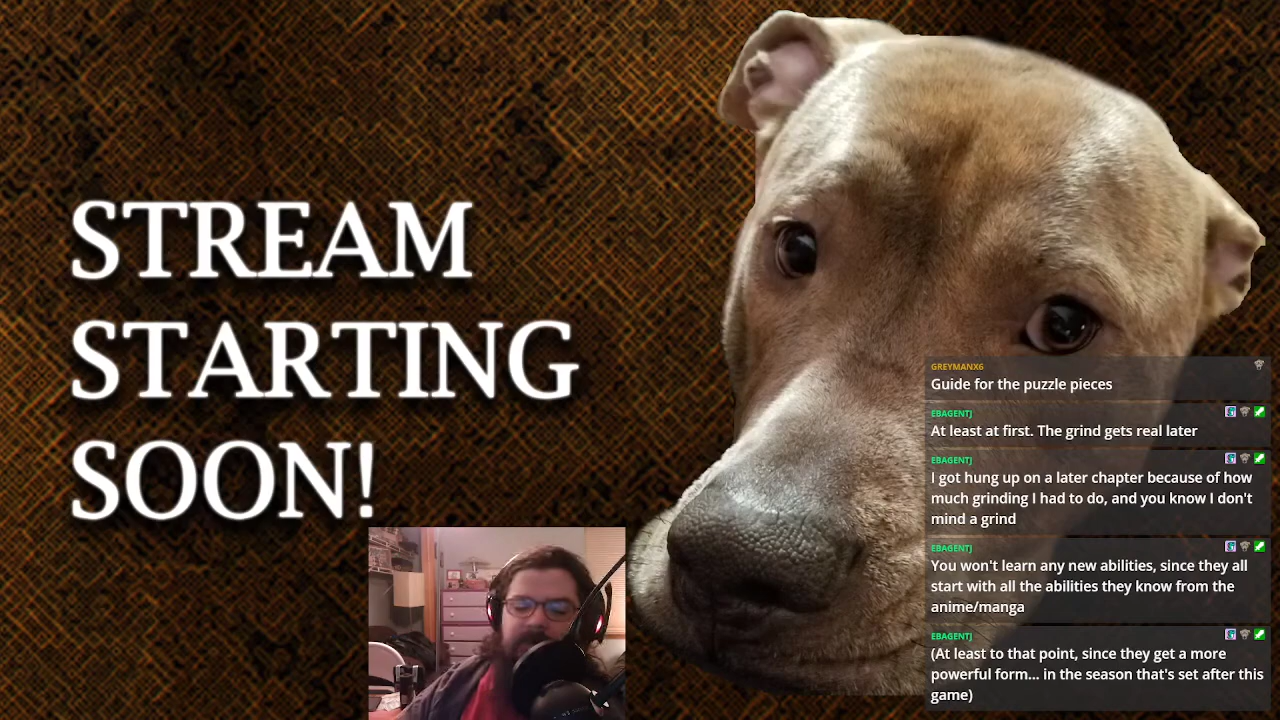 STREAM
STARTING
SOON!
GREYMANX6
Guide for the puzzle pieces
EBAGENTJ
At least at first. The grind gets real later
EBAGENTJ
I got hung up on a later chapter because of how
much grinding I had to do, and you know I don't
mind a grind
EBAGENTJ
You won't learn any new abilities, since they all
start with all the abilities they know from the
anime/manga
EBAGENTJ
(At least to that point, since they get a more
powerful form... in the season that's set after this
game)